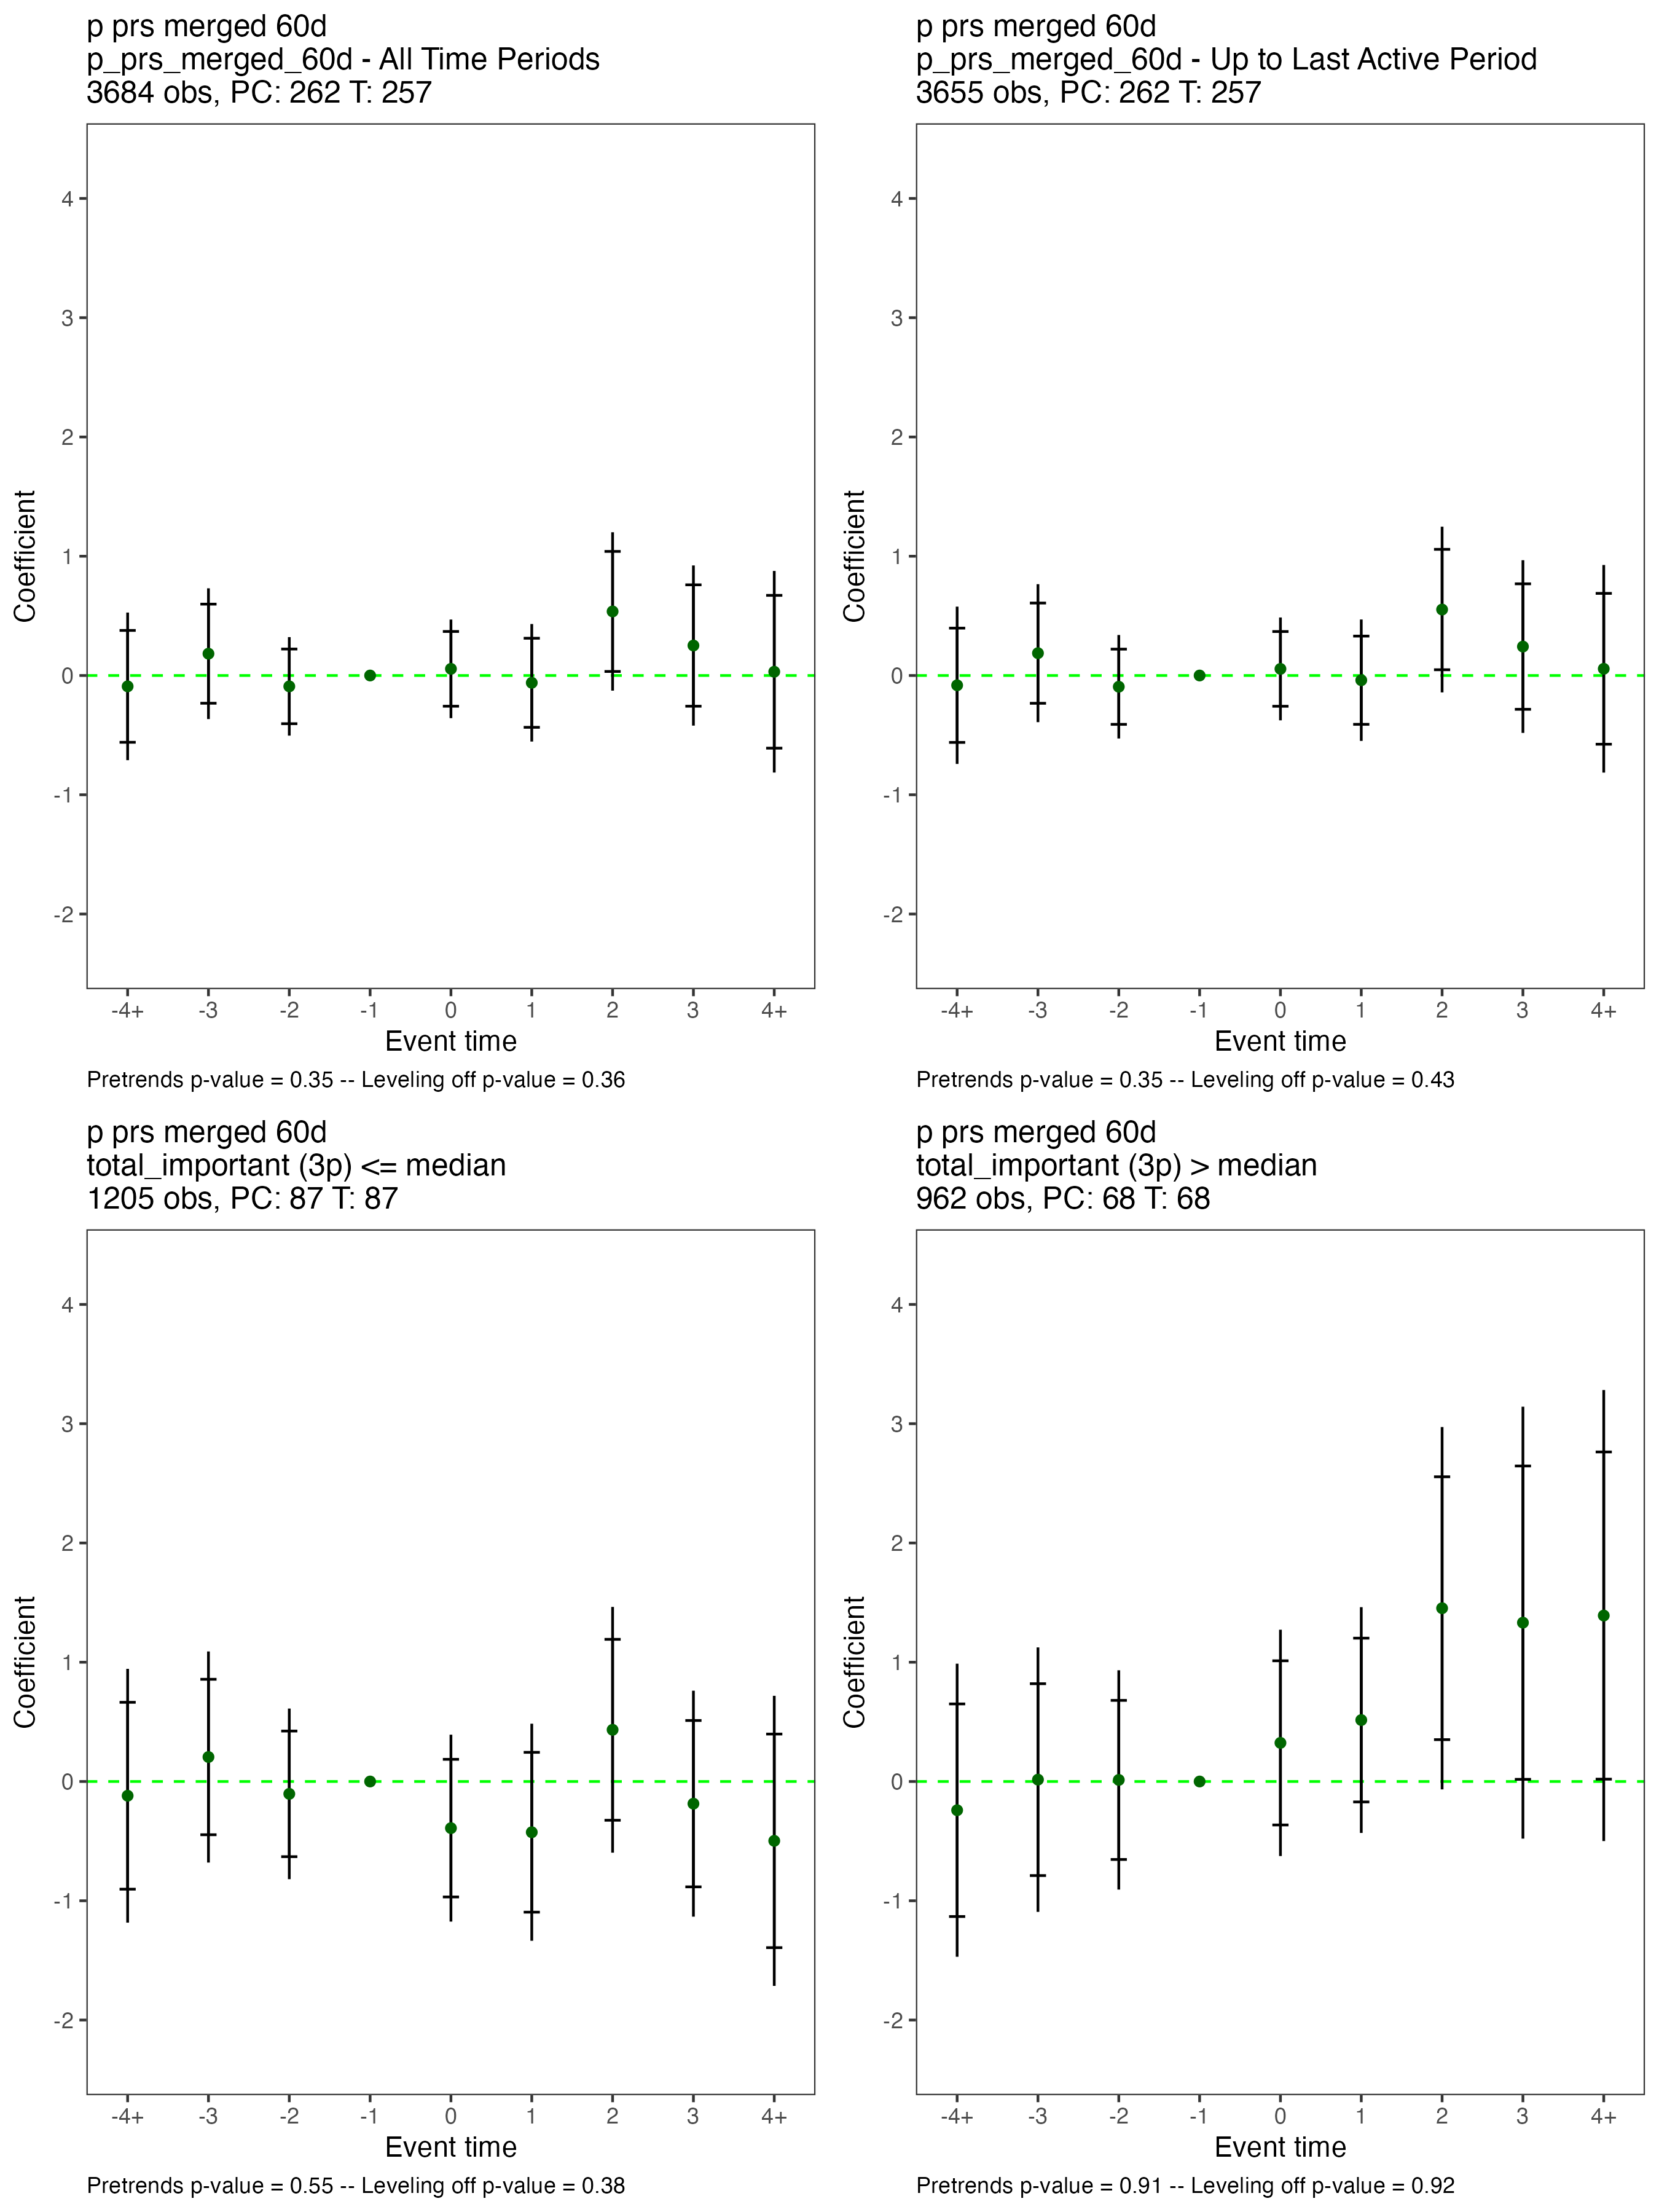 p prs merged 60d
p_prs_merged_60d - All Time Periods
3684 obs, PC: 262 T: 257
Coefficient
4
3
2
1
0
-1
-2
-4+ -3 -2 -1 0 1 2 3 4+
Event time
Pretrends p-value = 0.35 -- Leveling off p-value = 0.36
p prs merged 60d
p_prs_merged_60d - Up to Last Active Period
3655 obs, PC: 262 T: 257
Coefficient
4
3
2
1
0
-1
-2
-4+ -3 -2 -1 0 1 2 3 4+
Event time
Pretrends p-value = 0.35 -- Leveling off p-value = 0.43
p prs merged 60d
total_important (3p) <= median
1205 obs, PC: 87 T: 87
Coefficient
4
3
2
1
0
-1
-2
-4+ -3 -2 -1 0 1 2 3 4+
Event time
Pretrends p-value = 0.55 -- Leveling off p-value = 0.38
p prs merged 60d
total_important (3p) > median
962 obs, PC: 68 T: 68
Coefficient
4
3
2
1
0
-1
-2
-4+ -3 -2 -1 0 1 2 3 4+
Event time
Pretrends p-value = 0.91 -- Leveling off p-value = 0.92